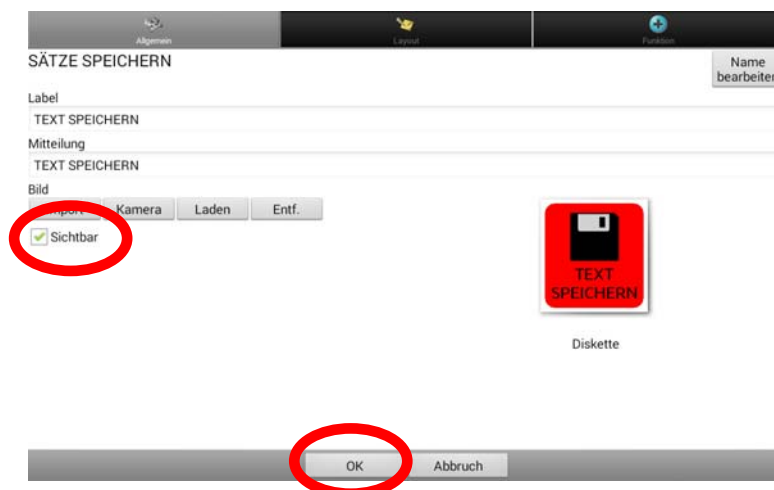 Allgemein
Layout
Funktion
SÄTZE SPEICHERN
Name
bearbeiten
Label
TEXT SPEICHERN
Mitteilung
TEXT SPEICHERN
Bild
Import Kamera Laden Entf.
Sichtbar
TEXT
SPEICHERN
Diskette
OK Abbruch